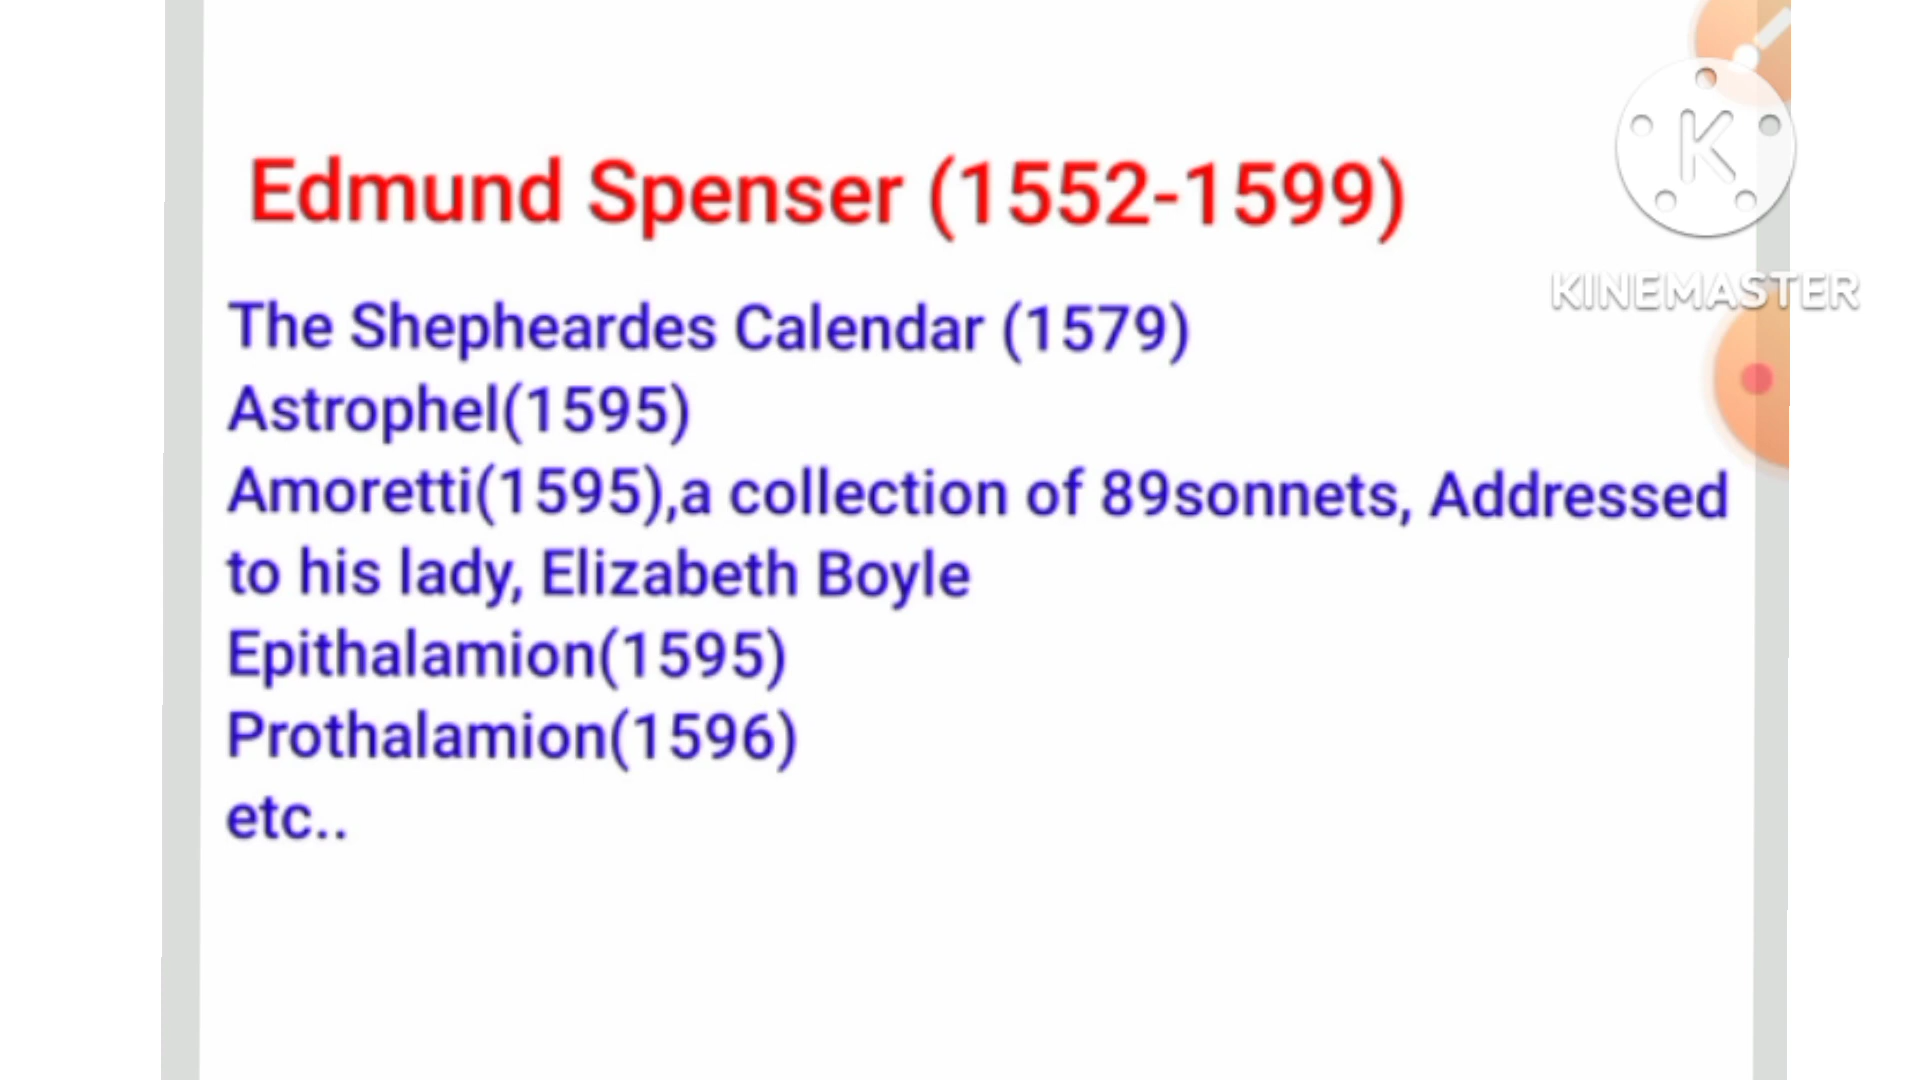 Edmund Spenser (1552-1599)
The Shepheardes Calendar (1579)
Astrophel(1595)
Amoretti(1595),a collection of 89sonnets, Addressed
to his lady, Elizabeth Boyle
Epithalamion(1595)
Prothalamion(1596)
etc..
K
KINEMASTER